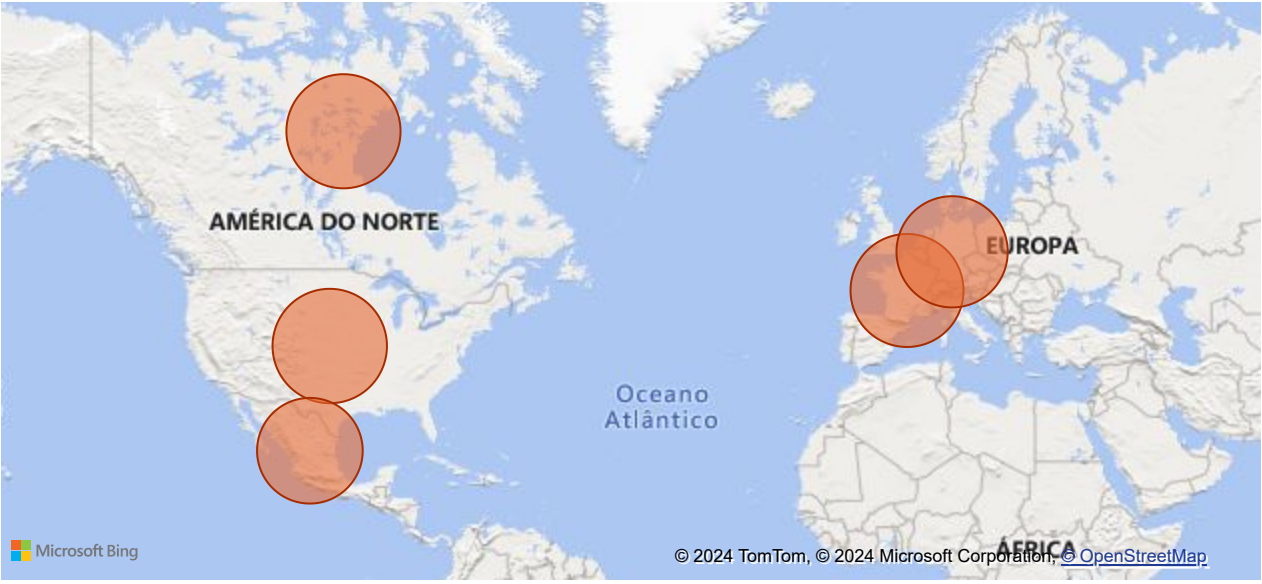 AMÉRICA DO NORTE
EUROPA
Oceano
Atlântico
ÁFRICA
Microsoft Bing
© 2024 TomTom, © 2024 Microsoft Corporation, © OpenStreetMap